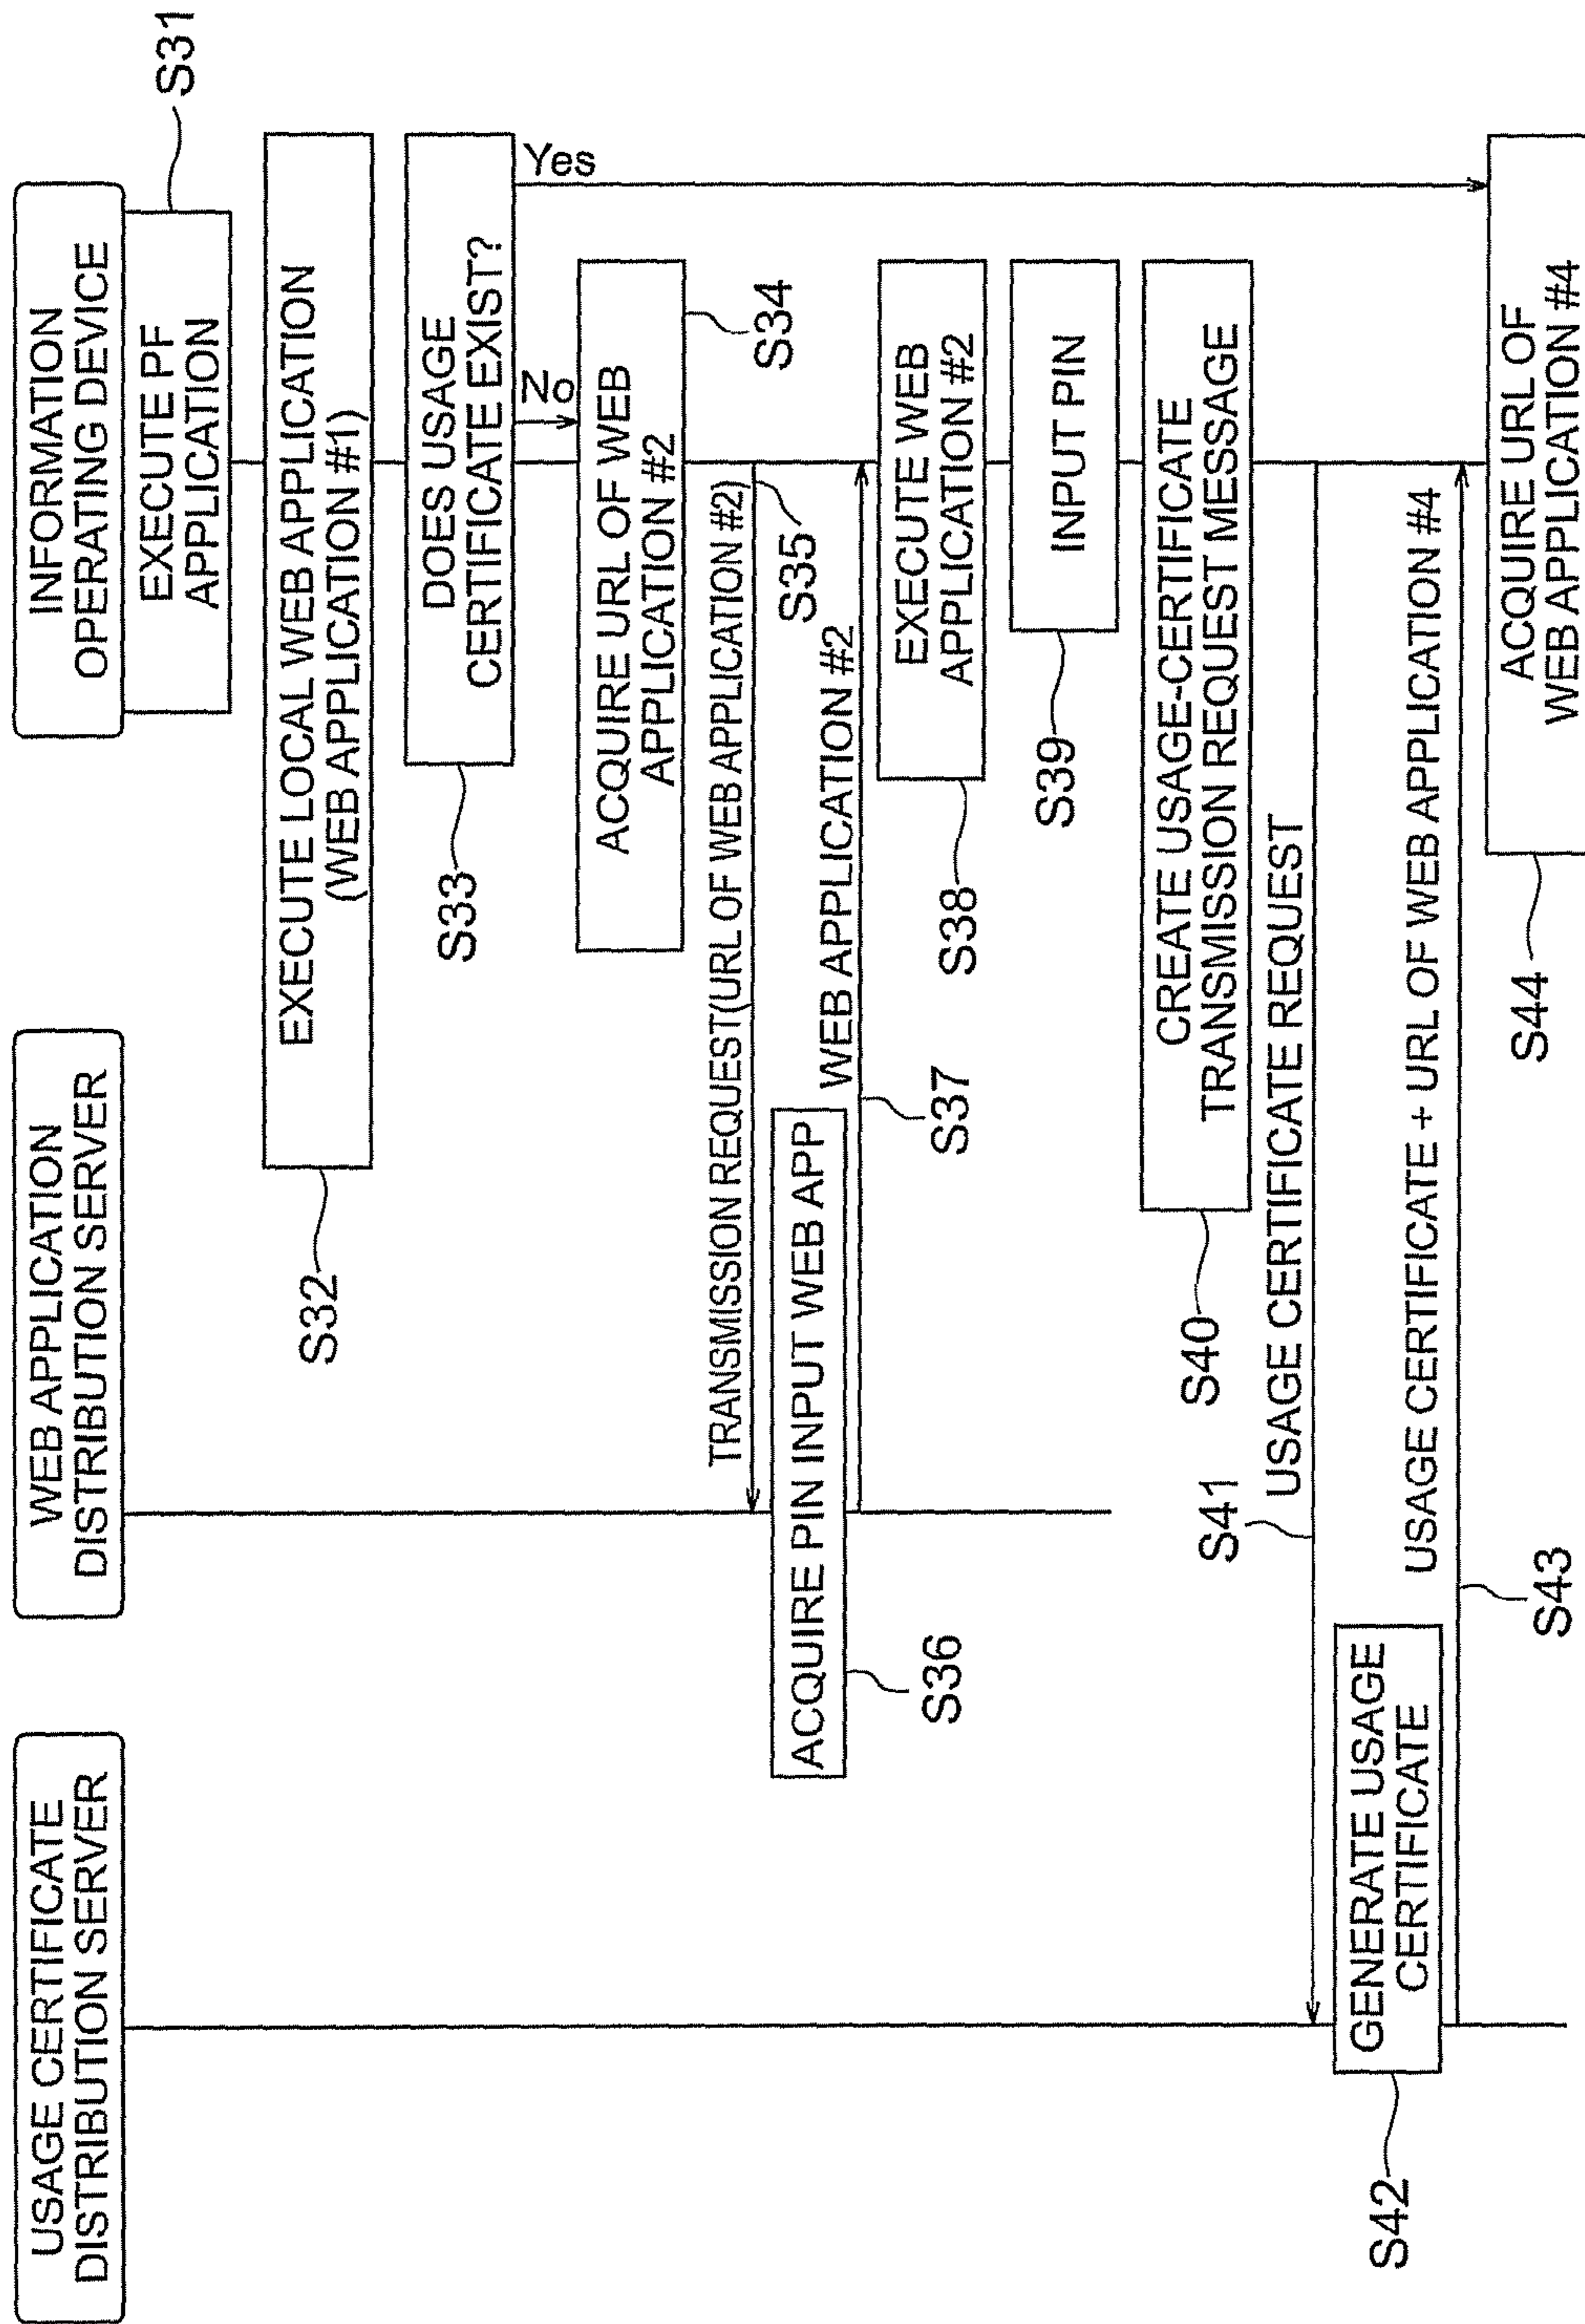 USAGE CERTIFICATE
DISTRIBUTION SERVER
WEB APPLICATION
DISTRIBUTION SERVER
INFORMATION
OPERATING DEVICE
EXECUTE PF
APPLICATION
S31
EXECUTE LOCAL WEB APPLICATION
(WEB APPLICATION #1)
S32
DOES USAGE
CERTIFICATE EXIST?
S33
Yes
No
ACQUIRE URL OF WEB
APPLICATION #2
S34
TRANSMISSION REQUEST(URL OF WEB APPLICATION #2)
S35
ACQUIRE PIN INPUT WEB APP
S36
WEB APPLICATION #2
S37
EXECUTE WEB
APPLICATION #2
S38
INPUT PIN
S39
CREATE USAGE-CERTIFICATE
TRANSMISSION REQUEST MESSAGE
S40
USAGE CERTIFICATE REQUEST
S41
GENERATE USAGE
CERTIFICATE
S42
USAGE CERTIFICATE + URL OF WEB APPLICATION #4
S43
ACQUIRE URL OF
WEB APPLICATION #4
S44